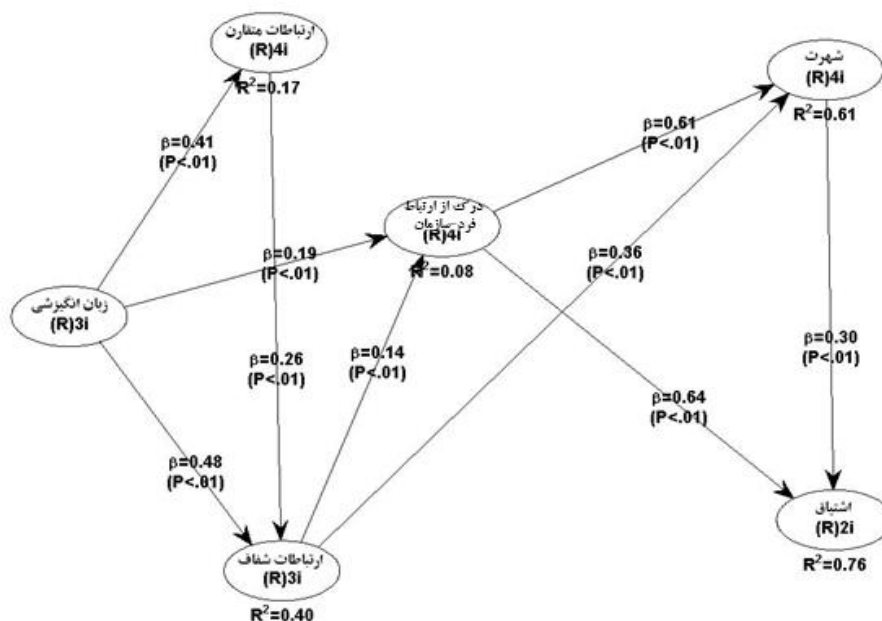 ارتباطات متقارن
(R)4i
R²=0.17
شهرت
(R)4i
R²=0.61
β=0.41
(P<.01)
β=0.61
(P<.01)
درک از ارتباط
فرد-سازمان
(R)4i
R²=0.08
β=0.19
(P<.01)
β=0.36
(P<.01)
زبان انگیزشی
(R)3i
β=0.26
(P<.01)
β=0.14
(P<.01)
β=0.30
(P<.01)
β=0.64
(P<.01)
β=0.48
(P<.01)
اشتیاق
(R)2i
R²=0.76
ارتباطات شفاف
(R)3i
R²=0.40